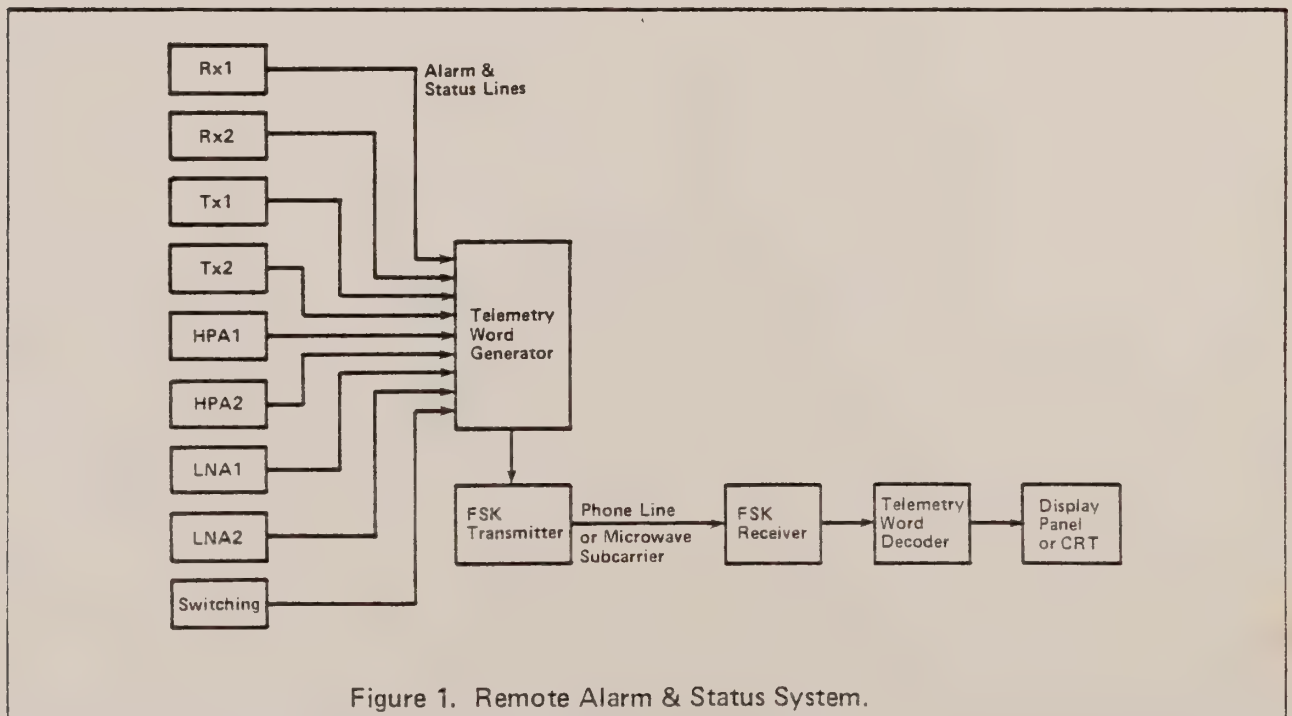 Rx1
Alarm &
Status Lines
Rx2
Tx1
Tx2
HPA1
HPA2
LNA1
LNA2
Switching
Telemetry
Word
Generator
FSK
Transmitter
Phone Line
or Microwave
Subcarrier
FSK
Receiver
Telemetry
Word
Decoder
Display
Panel
or CRT
Figure 1. Remote Alarm & Status System.